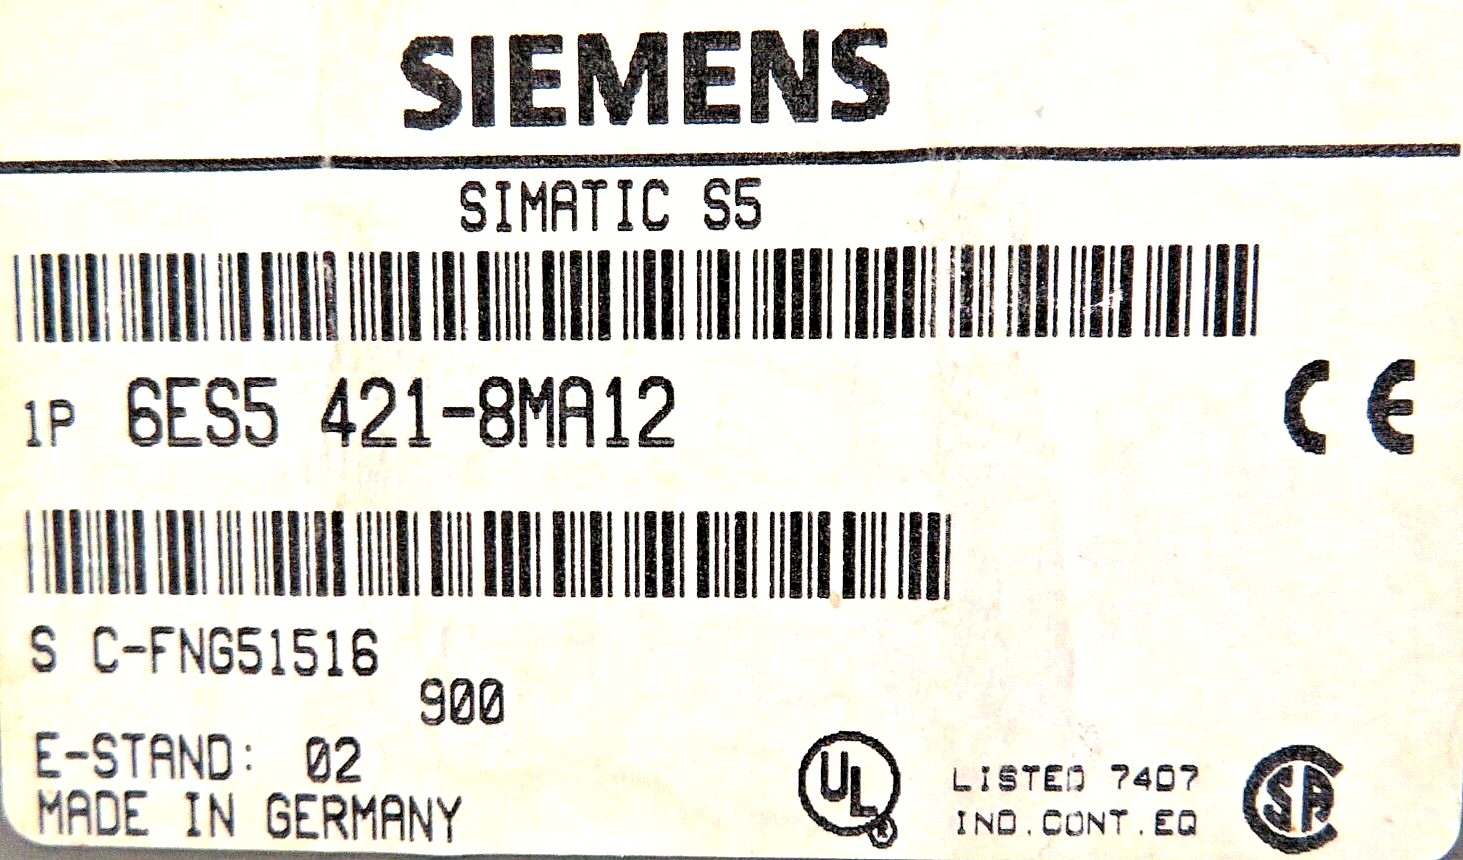 SIEMENS
SIMATIC S5
1P 6ES5 421-8MA12
CE
S C-FNG51516
900
E-STAND: 02
MADE IN GERMANY
UL ®
LISTED 7407
IND.CONT.EQ
CSA